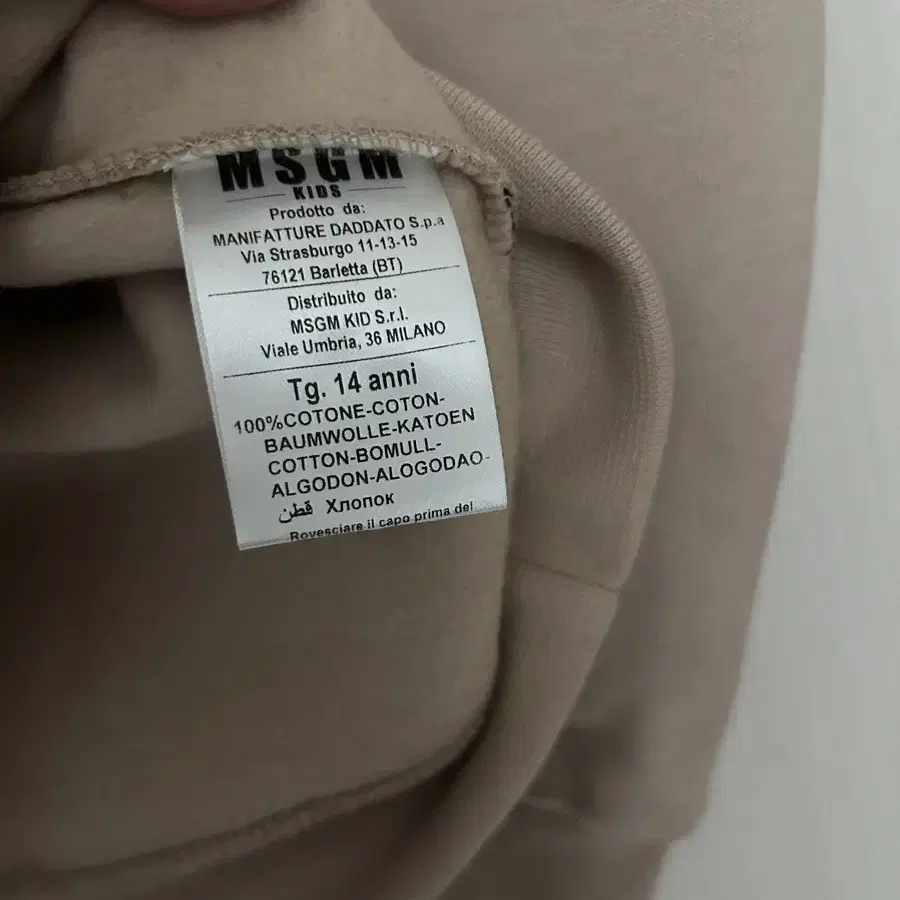 MSGM
KIDS
Prodotto da:
MANIFATTURE DADDATO S.p.a
Via Strasburgo 11-13-15
76121 Barletta (BT)
Distribuito da:
MSGM KID S.r.l.
Viale Umbria, 36 MILANO
Tg. 14 anni
100%COTONE-COTON-
BAUMWOLLE-KATOEN
COTTON-BOMULL-
ALGODON-ALOGODAO-
قطن Хлопок
Rovesciare il capo prima del